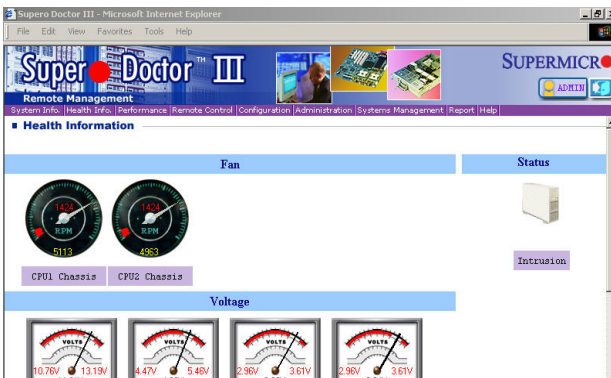 Supero Doctor III - Microsoft Internet Explorer
File Edit View Favorites Tools Help
Super Doctor™ III
SUPERMICR
Remote Management
ADMIN
System Info. Health Info. Performance Remote Control Configuration Administration Systems Management Report Help
Health Information
Fan
Status
1424 1424
RPM RPM
5113 4963
CPU1 Chassis CPU2 Chassis
Intrusion
Voltage
VOLTS VOLTS VOLTS VOLTS
10.76V 13.19V 4.47V 5.46V 2.96V 3.61V 2.96V 3.61V